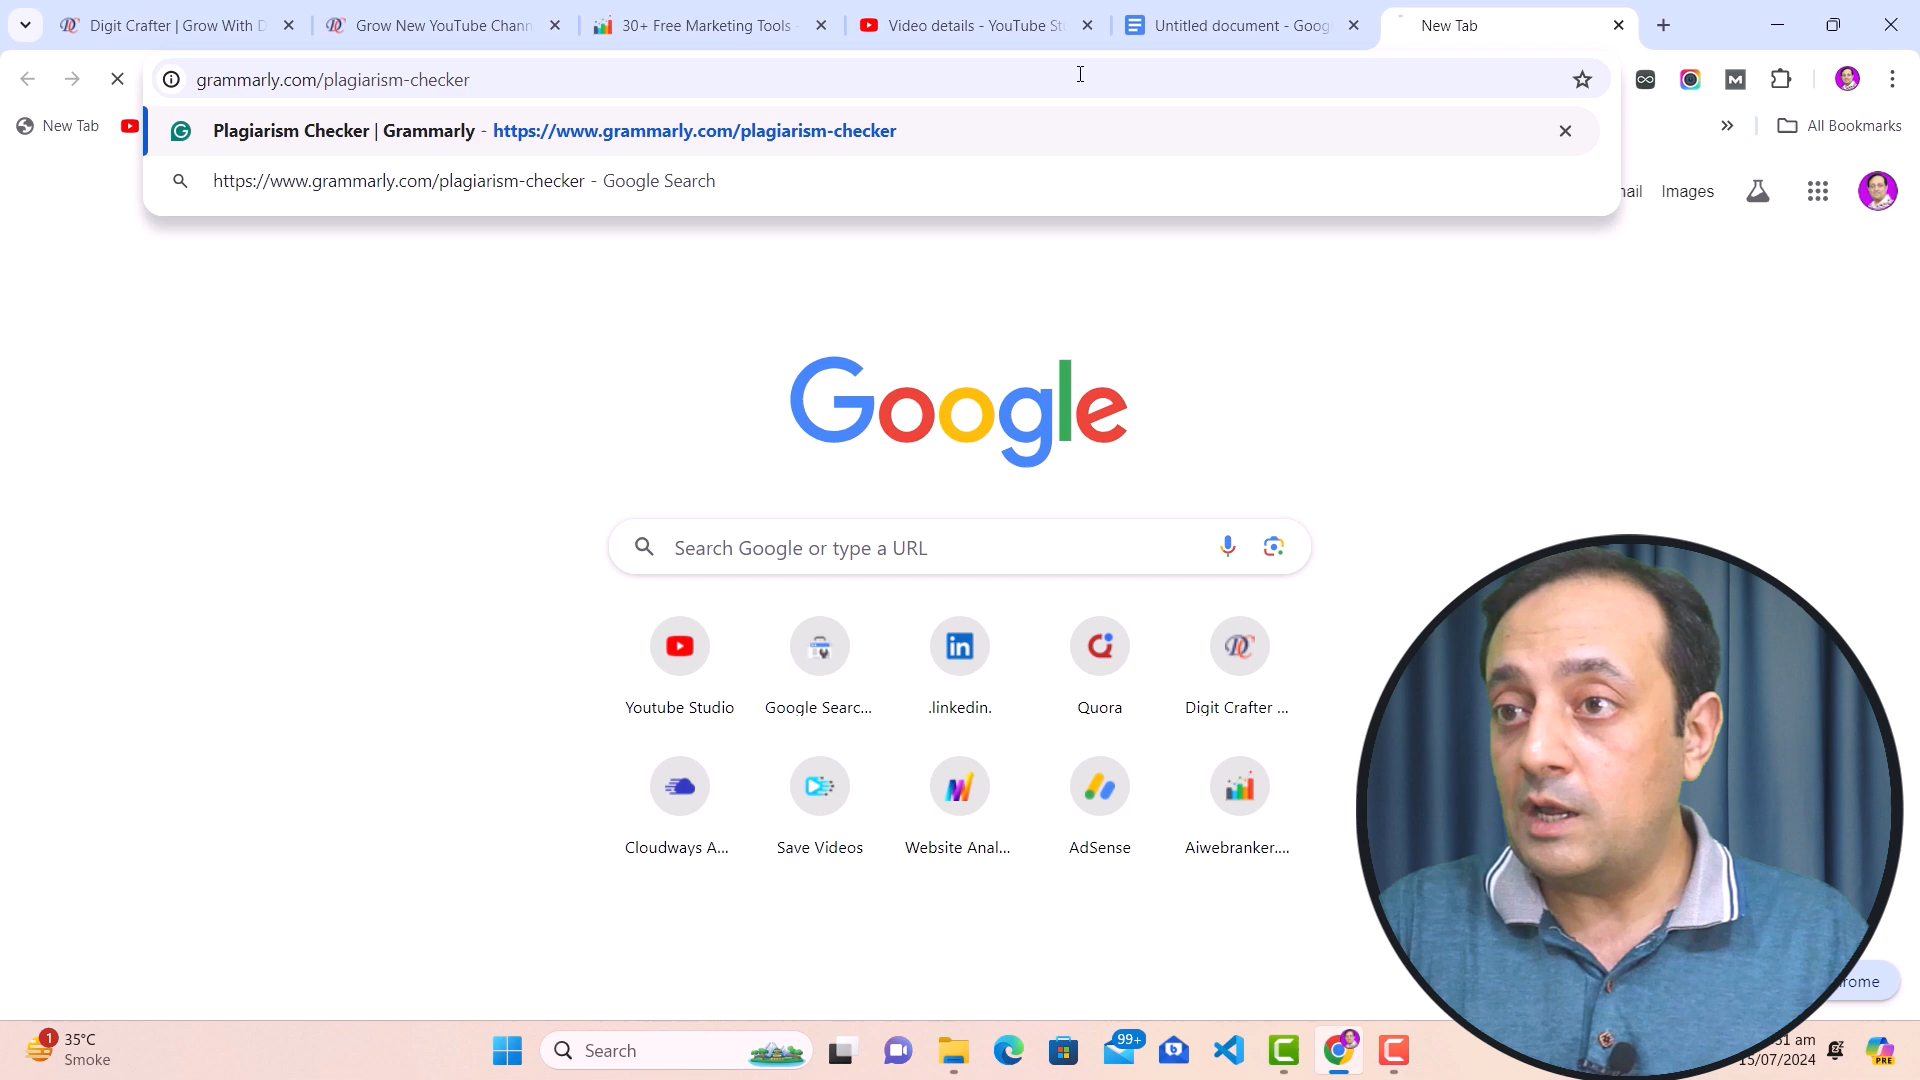 Digit Crafter | Grow With D
Grow New YouTube Chann
30+ Free Marketing Tools -
Video details - YouTube St
Untitled document - Goog
New Tab
grammarly.com/plagiarism-checker
New Tab
Plagiarism Checker | Grammarly - https://www.grammarly.com/plagiarism-checker
All Bookmarks
https://www.grammarly.com/plagiarism-checker - Google Search
Images
Google
Search Google or type a URL
Youtube Studio
Google Searc...
.linkedin.
Quora
Digit Crafter ...
Cloudways A...
Save Videos
Website Anal...
AdSense
Aiwebranker....
1
35°C
Smoke
Search
99+
am
15/07/2024
PRE